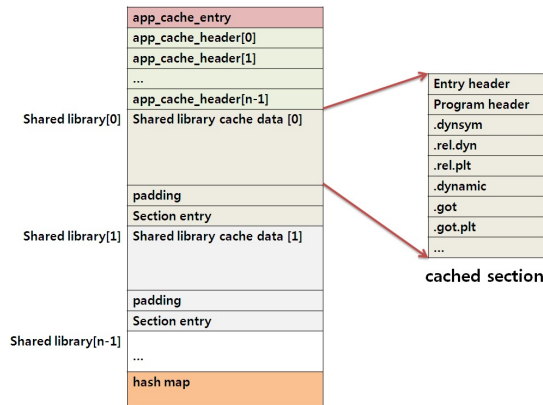 app_cache_entry
app_cache_header[0]
app_cache_header[1]
...
app_cache_header[n-1]
Shared library[0]
Shared library cache data [0]
padding
Section entry
Shared library[1]
Shared library cache data [1]
padding
Section entry
Shared library[n-1]
...
hash map
Entry header
Program header
.dynsym
.rel.dyn
.rel.plt
.dynamic
.got
.got.plt
...
cached section